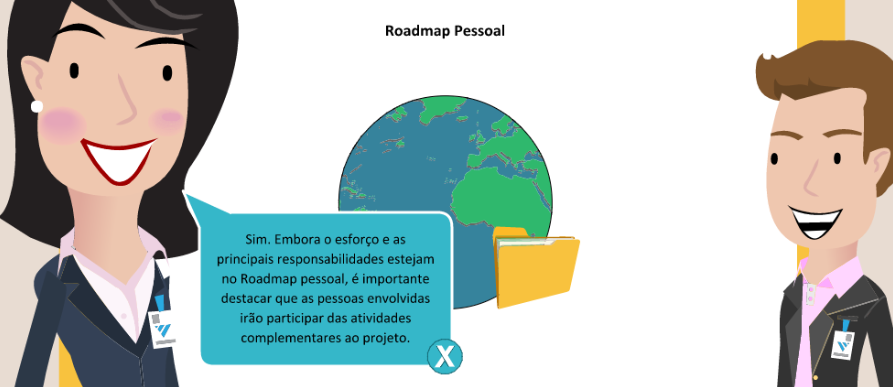 Roadmap Pessoal
Sim. Embora o esforço e as
principais responsabilidades estejam
no Roadmap pessoal, é importante
destacar que as pessoas envolvidas
irão participar das atividades
complementares ao projeto.
X